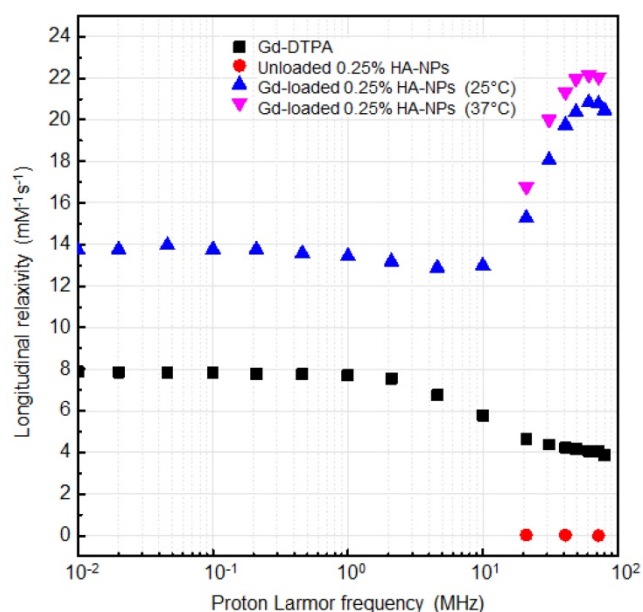 Gd-DTPA
Unloaded 0.25% HA-NPs
Gd-loaded 0.25% HA-NPs (25°C)
Gd-loaded 0.25% HA-NPs (37°C)
Longitudinal relaxivity (mM⁻¹s⁻¹)
24
22
20
18
16
14
12
10
8
6
4
2
0
10⁻² 10⁻¹ 10⁰ 10¹ 10²
Proton Larmor frequency (MHz)